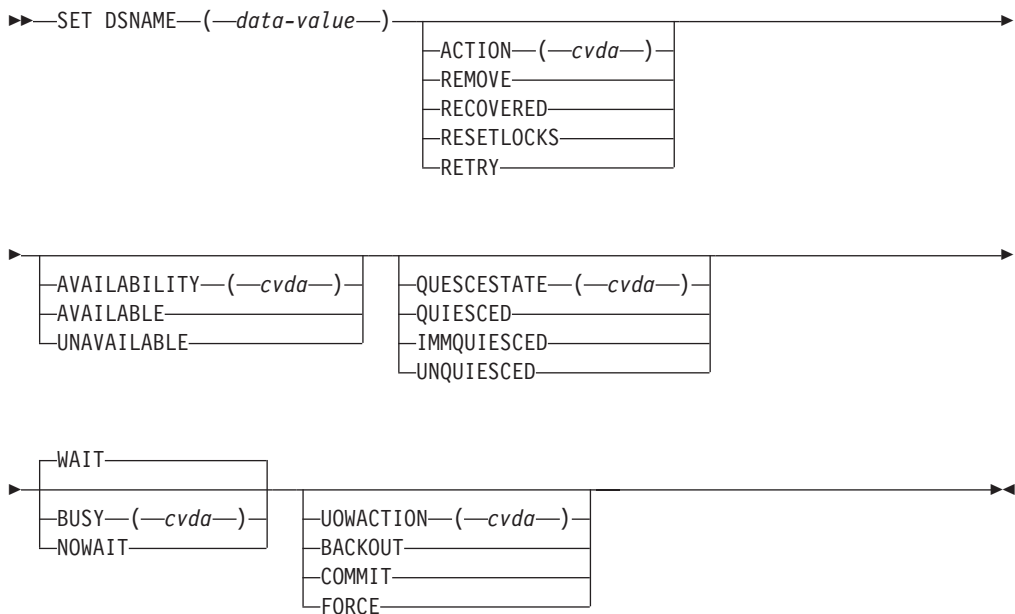 SET DSNAME ( data-value )
ACTION ( cvda )
REMOVE
RECOVERED
RESETLOCKS
RETRY
AVAILABILITY ( cvda )
AVAILABLE
UNAVAILABLE
QUESCESTATE ( cvda )
QUIESCED
IMMQUIESCED
UNQUIESCED
WAIT
BUSY ( cvda )
NOWAIT
UOWACTION ( cvda )
BACKOUT
COMMIT
FORCE